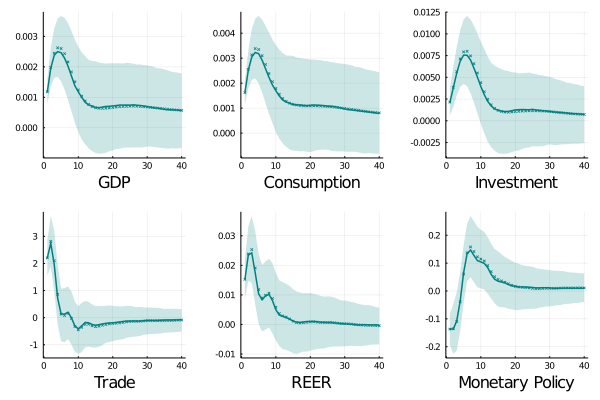 0.003
0.002
0.001
0.000
0 10 20 30 40
GDP
0.004
0.003
0.002
0.001
0.000
0 10 20 30 40
Consumption
0.0125
0.0100
0.0075
0.0050
0.0025
0.0000
-0.0025
0 10 20 30 40
Investment
3
2
1
0
-1
0 10 20 30 40
Trade
0.03
0.02
0.01
0.00
-0.01
0 10 20 30 40
REER
0.2
0.1
0.0
-0.1
-0.2
0 10 20 30 40
Monetary Policy